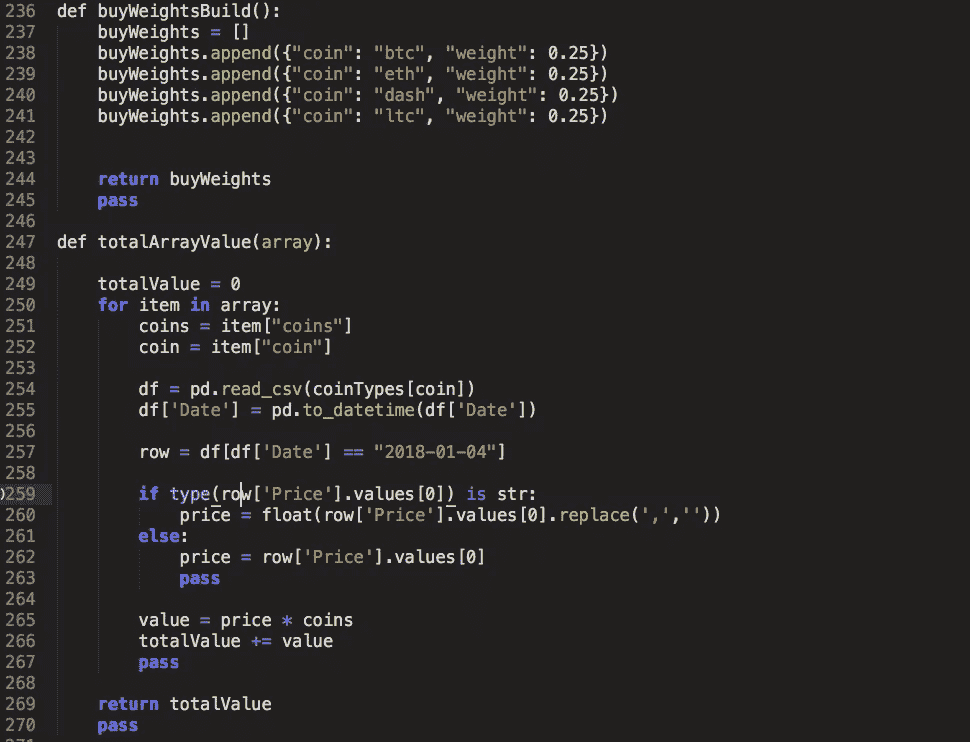 236 def buyWeightsBuild():
237     buyWeights = []
238     buyWeights.append({"coin": "btc", "weight": 0.25})
239     buyWeights.append({"coin": "eth", "weight": 0.25})
240     buyWeights.append({"coin": "dash", "weight": 0.25})
241     buyWeights.append({"coin": "ltc", "weight": 0.25})
242
243
244     return buyWeights
245     pass
246
247 def totalArrayValue(array):
248
249     totalValue = 0
250     for item in array:
251         coins = item["coins"]
252         coin = item["coin"]
253
254         df = pd.read_csv(coinTypes[coin])
255         df['Date'] = pd.to_datetime(df['Date'])
256
257         row = df[df['Date'] == "2018-01-04"]
258
259         if type(row['Price'].values[0]) is str:
260             price = float(row['Price'].values[0].replace(',',''))
261         else:
262             price = row['Price'].values[0]
263             pass
264
265         value = price * coins
266         totalValue += value
267         pass
268
269     return totalValue
270     pass